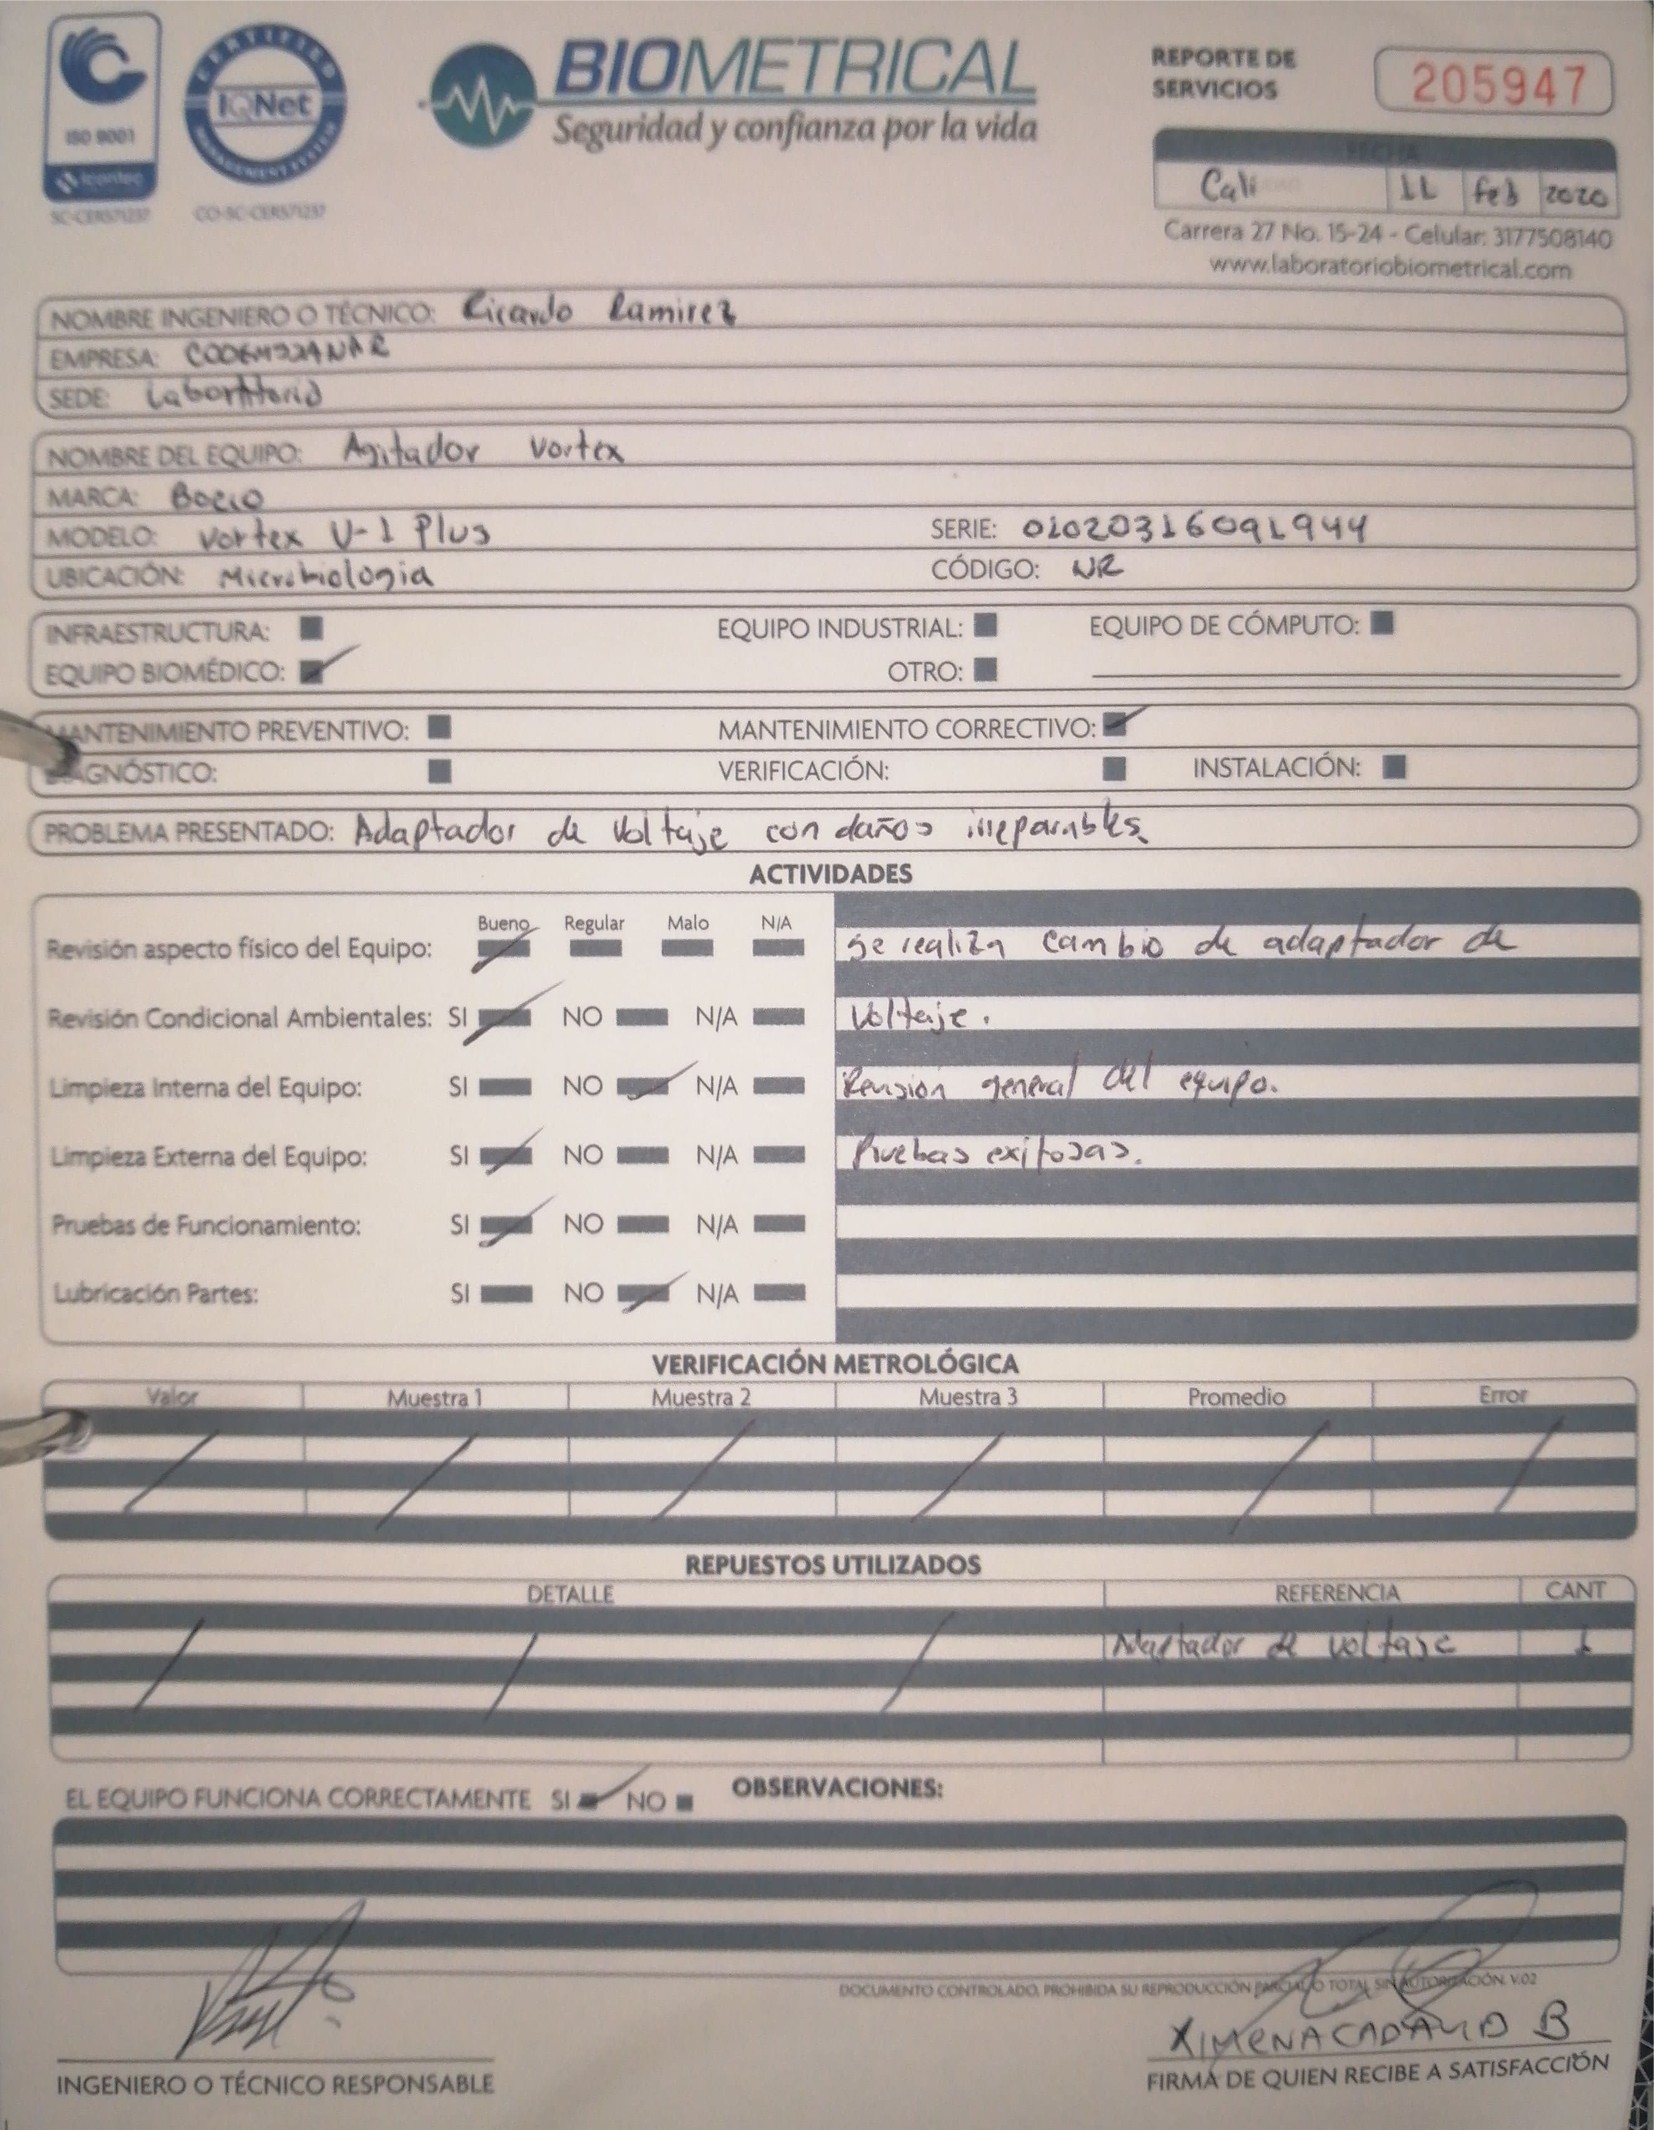 ISO 9001
icontec
SC-CER571237
CERTIFIED
IQNet
MANAGEMENT SYSTEM
CO-SC-CER571237
BIOMETRICAL
Seguridad y confianza por la vida
REPORTE DE
SERVICIOS
205947
FECHA
Cali 11 feb 2020
Carrera 27 No. 15-24 - Celular: 3177508140
www.laboratoriobiometrical.com
NOMBRE INGENIERO O TÉCNICO: Ricardo Ramirez
EMPRESA:
SEDE: Laboratorio
NOMBRE DEL EQUIPO: Agitador Vortex
MARCA: Boeco
MODELO: Vortex V-1 Plus SERIE: 01020316091944
UBICACIÓN: Microbiologia CÓDIGO: NR
INFRAESTRUCTURA: EQUIPO INDUSTRIAL: EQUIPO DE CÓMPUTO:
EQUIPO BIOMÉDICO: OTRO:
MANTENIMIENTO PREVENTIVO: MANTENIMIENTO CORRECTIVO:
DIAGNÓSTICO: VERIFICACIÓN: INSTALACIÓN:
PROBLEMA PRESENTADO: Adaptador de Voltaje con daños irreparables
ACTIVIDADES
Bueno Regular Malo N/A
Revisión aspecto físico del Equipo: Se realiza cambio de adaptador de
Revisión Condicional Ambientales: SI NO N/A Voltaje.
Limpieza Interna del Equipo: SI NO N/A Revision general del equipo.
Limpieza Externa del Equipo: SI NO N/A Pruebas exitosas.
Pruebas de Funcionamiento: SI NO N/A
Lubricación Partes: SI NO N/A
VERIFICACIÓN METROLÓGICA
Valor Muestra 1 Muestra 2 Muestra 3 Promedio Error
REPUESTOS UTILIZADOS
DETALLE REFERENCIA CANT
Adaptador de voltaje 1
EL EQUIPO FUNCIONA CORRECTAMENTE SI NO OBSERVACIONES:
DOCUMENTO CONTROLADO, PROHIBIDA SU REPRODUCCIÓN PARCIAL O TOTAL SIN AUTORIZACIÓN. V.02
XIMENA CADAVID B
INGENIERO O TÉCNICO RESPONSABLE
FIRMA DE QUIEN RECIBE A SATISFACCIÓN